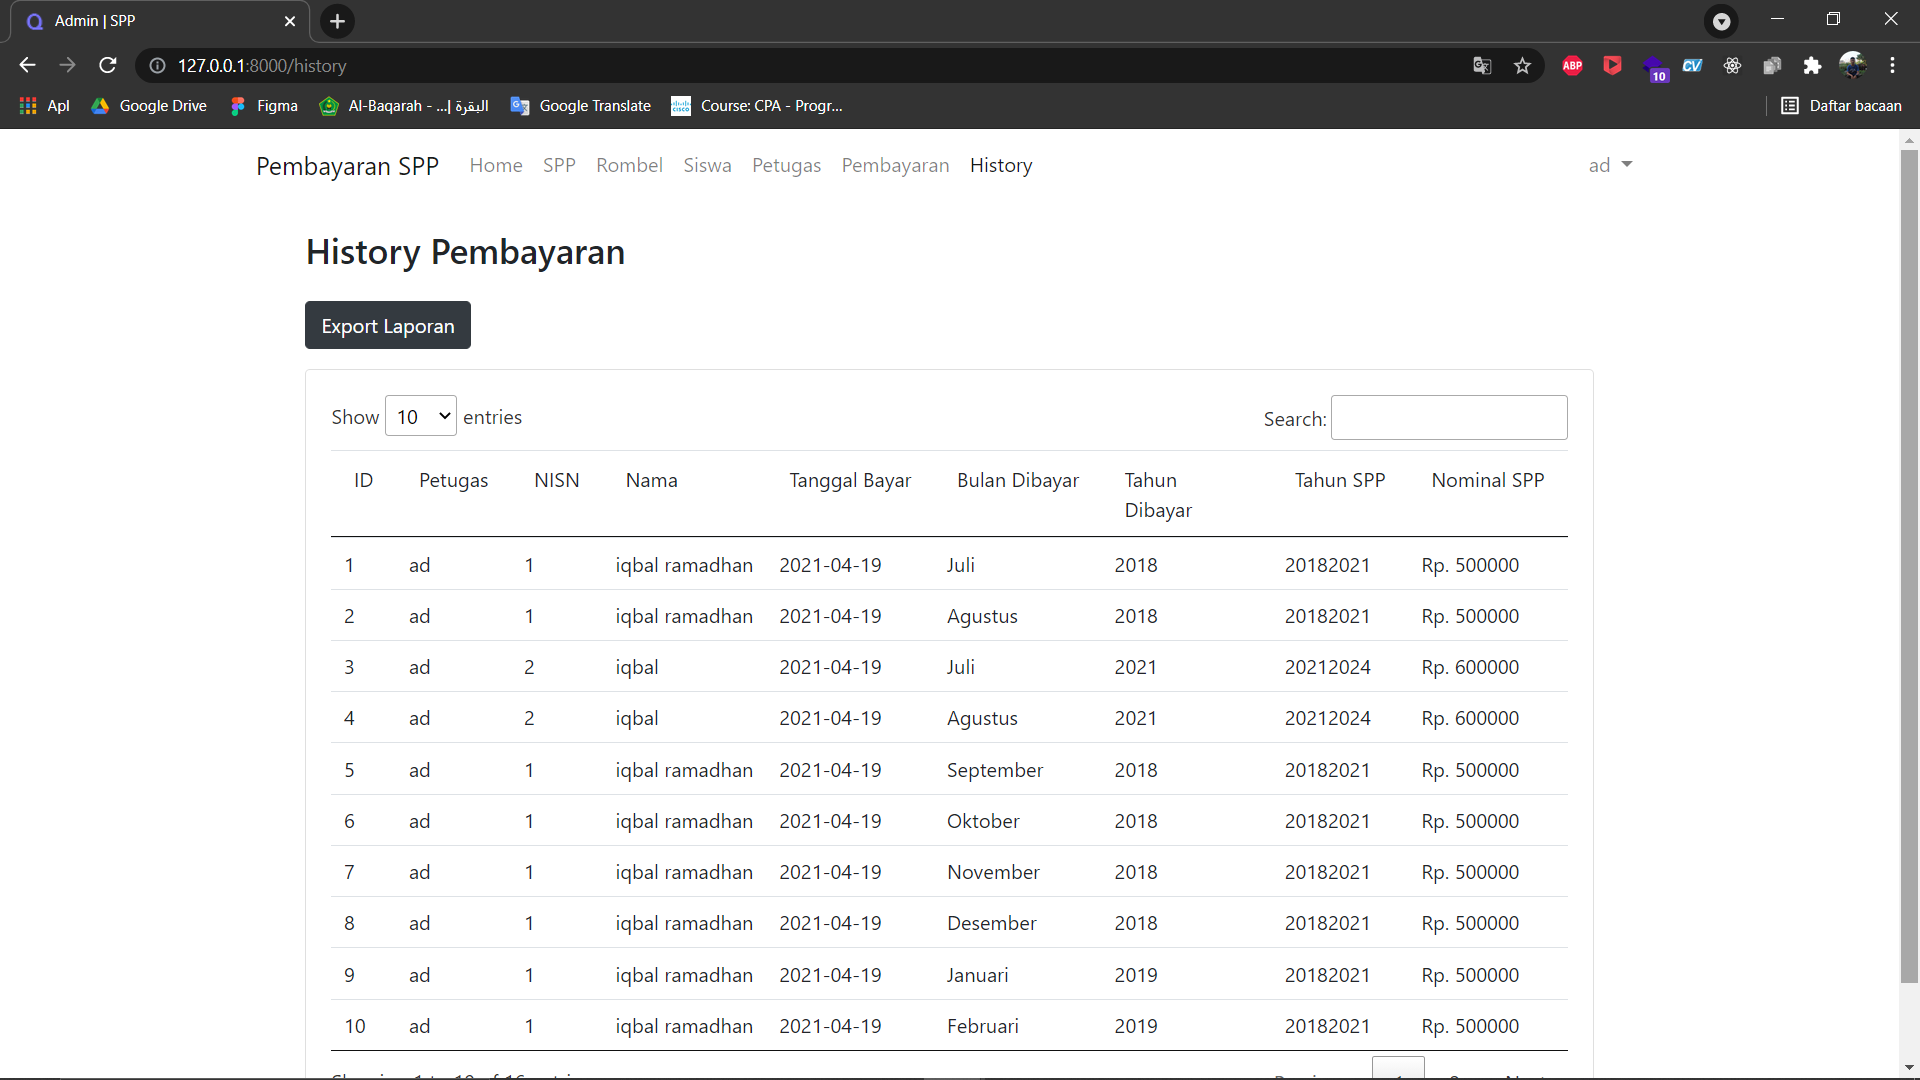 Admin | SPP
127.0.0.1:8000/history
ABP 10 CV
Apl Google Drive Figma Al-Baqarah - ...| البقرة Google Translate Course: CPA - Progr... Daftar bacaan
Pembayaran SPP Home SPP Rombel Siswa Petugas Pembayaran History ad
History Pembayaran
Export Laporan
Show 10 entries Search:
ID Petugas NISN Nama Tanggal Bayar Bulan Dibayar Tahun Dibayar Tahun SPP Nominal SPP
1 ad 1 iqbal ramadhan 2021-04-19 Juli 2018 20182021 Rp. 500000
2 ad 1 iqbal ramadhan 2021-04-19 Agustus 2018 20182021 Rp. 500000
3 ad 2 iqbal 2021-04-19 Juli 2021 20212024 Rp. 600000
4 ad 2 iqbal 2021-04-19 Agustus 2021 20212024 Rp. 600000
5 ad 1 iqbal ramadhan 2021-04-19 September 2018 20182021 Rp. 500000
6 ad 1 iqbal ramadhan 2021-04-19 Oktober 2018 20182021 Rp. 500000
7 ad 1 iqbal ramadhan 2021-04-19 November 2018 20182021 Rp. 500000
8 ad 1 iqbal ramadhan 2021-04-19 Desember 2018 20182021 Rp. 500000
9 ad 1 iqbal ramadhan 2021-04-19 Januari 2019 20182021 Rp. 500000
10 ad 1 iqbal ramadhan 2021-04-19 Februari 2019 20182021 Rp. 500000